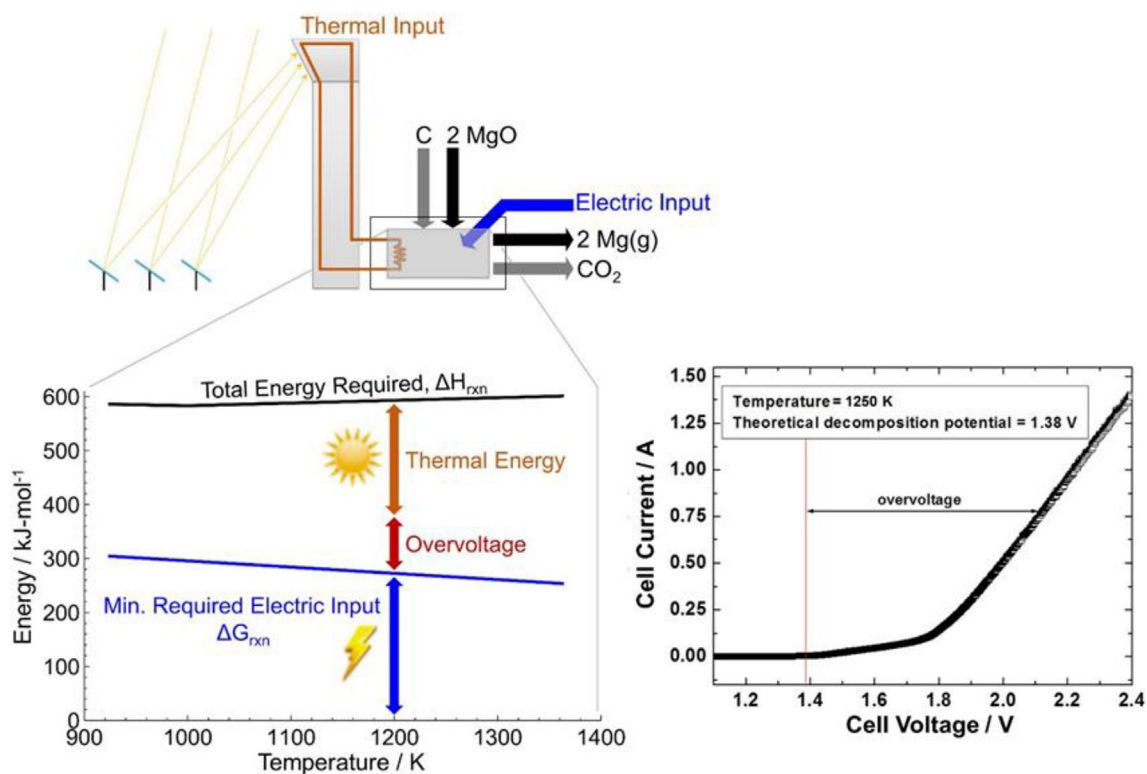 Thermal Input
C 2 MgO
Electric Input
2 Mg(g)
CO2
600
500
400
300
200
100
0
Energy / kJ-mol-1
Total Energy Required, ΔHrxn
Thermal Energy
Overvoltage
Min. Required Electric Input
ΔGrxn
900 1000 1100 1200 1300 1400
Temperature / K
1.50
1.25
1.00
0.75
0.50
0.25
0.00
Cell Current / A
Temperature = 1250 K
Theoretical decomposition potential = 1.38 V
overvoltage
1.2 1.4 1.6 1.8 2.0 2.2 2.4
Cell Voltage / V